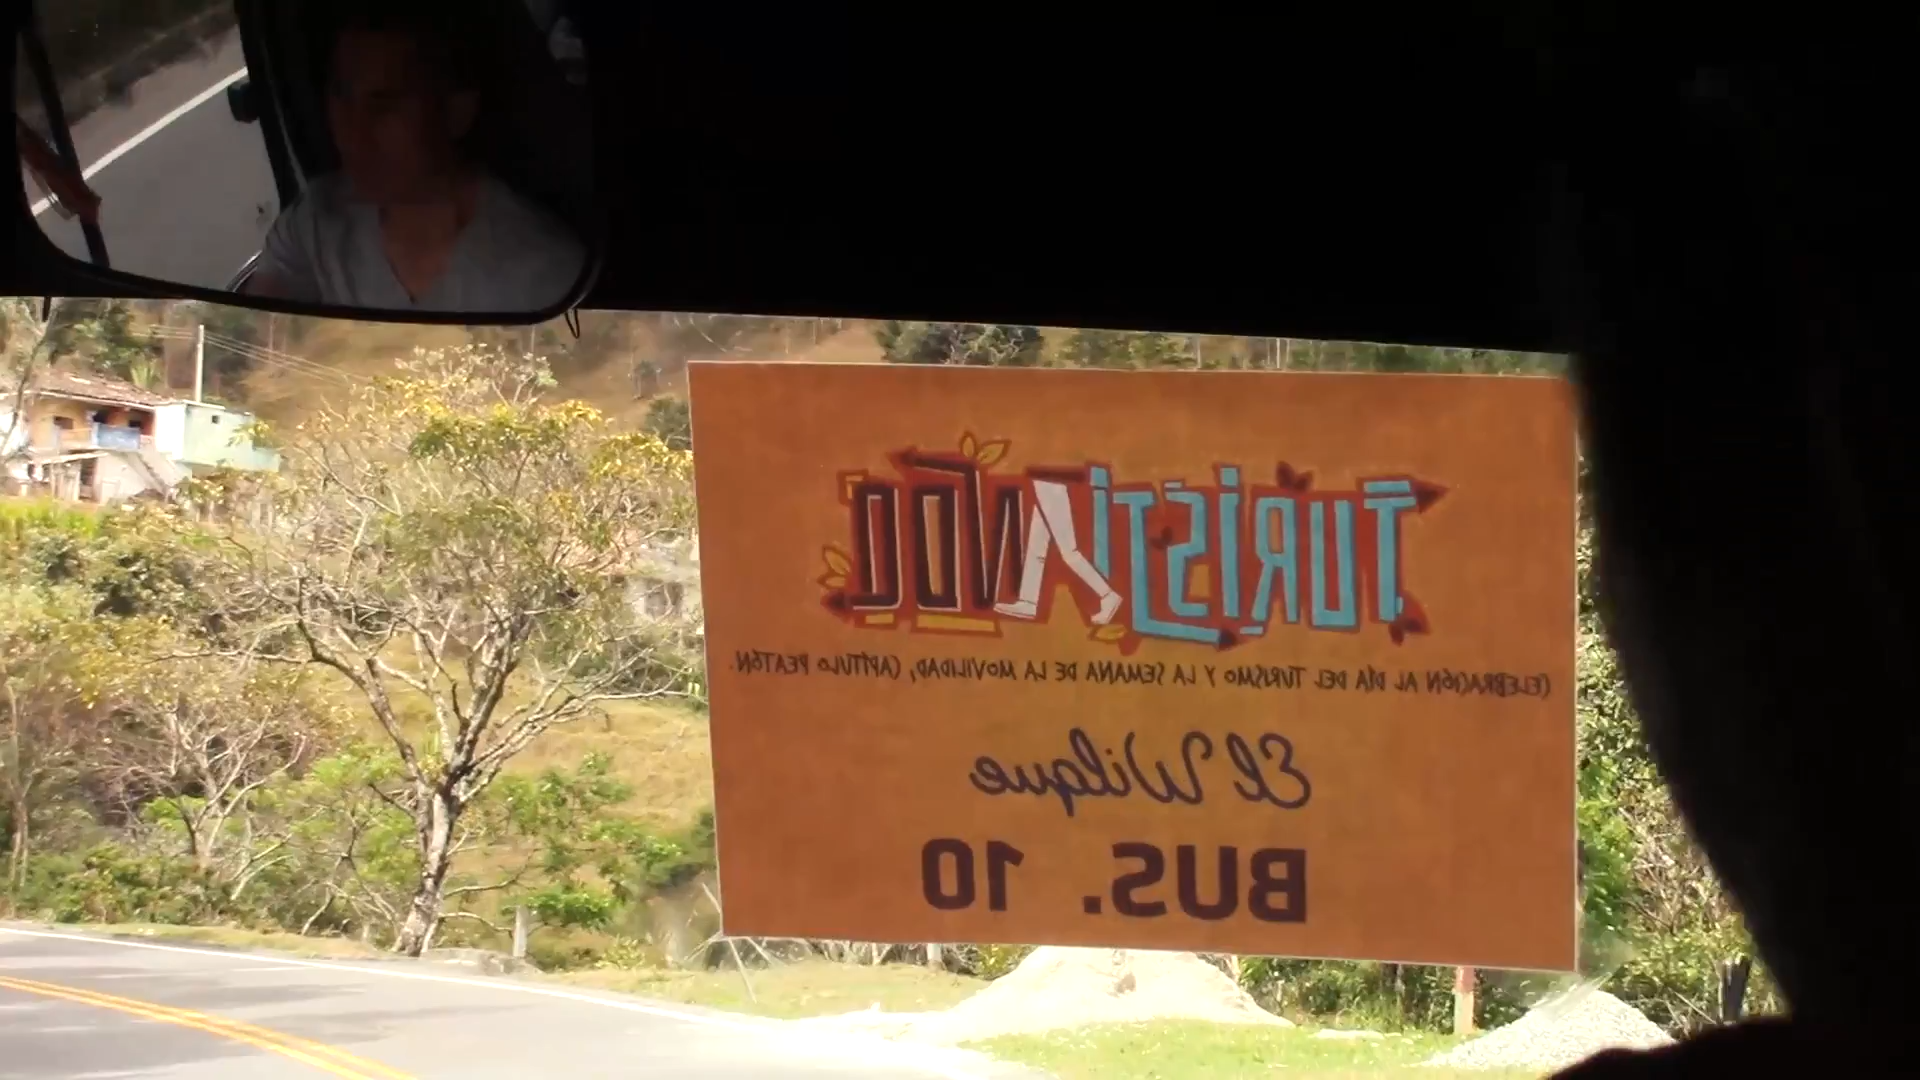 TURiSTiANDO
CELEBRACIÓN AL DÍA DEL TURISMO Y LA SEMANA DE LA MOVILIDAD, CAPÍTULO PEATÓN.
El Wilque
BUS. 10